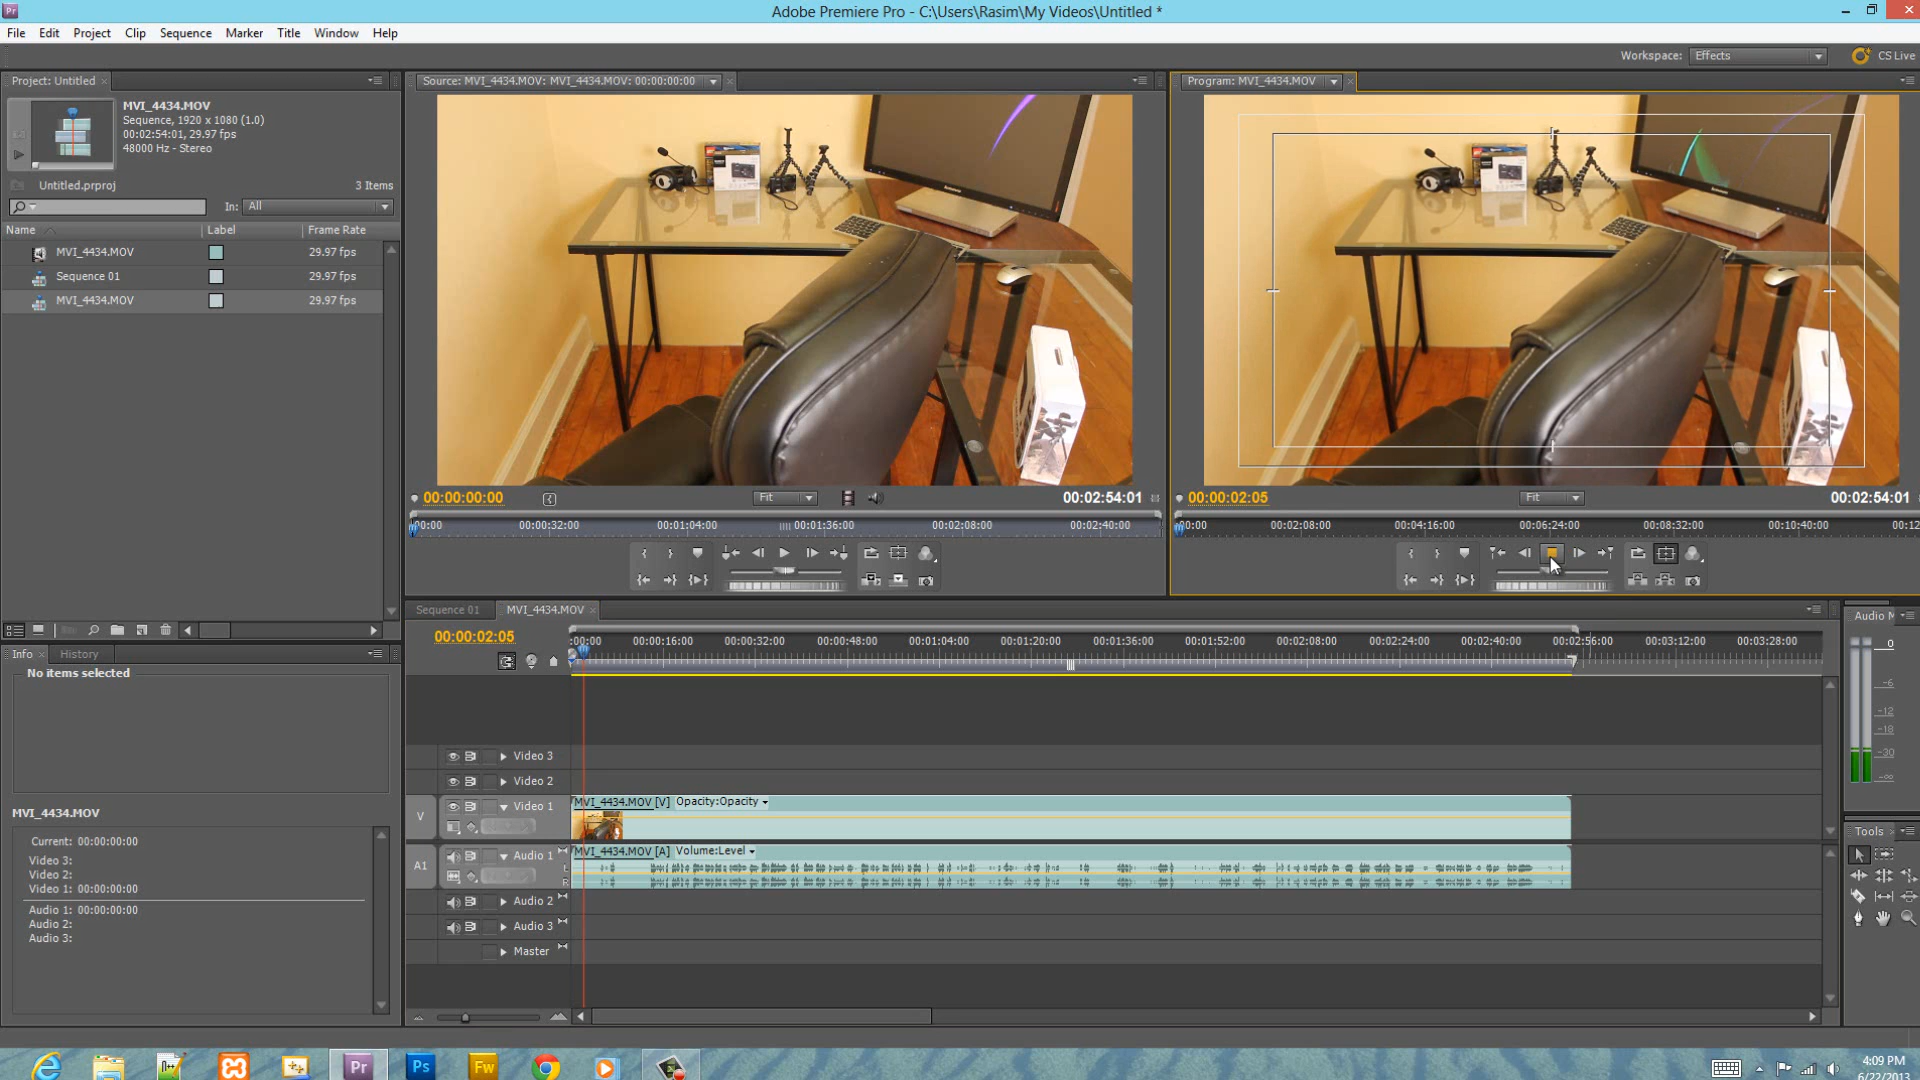 Pr
Adobe Premiere Pro - C:\Users\Rasim\My Videos\Untitled *
File Edit Project Clip Sequence Marker Title Window Help
Workspace: Effects CS Live
Project: Untitled
MVI_4434.MOV
Sequence, 1920 x 1080 (1.0)
00:02:54:01, 29.97 fps
48000 Hz - Stereo
Untitled.prproj 3 Items
In: All
Name Label Frame Rate
MVI_4434.MOV 29.97 fps
Sequence 01 29.97 fps
MVI_4434.MOV 29.97 fps
Source: MVI_4434.MOV: MVI_4434.MOV: 00:00:00:00
00:00:00:00 Fit 00:02:54:01
00:00 00:00:32:00 00:01:04:00 00:01:36:00 00:02:08:00 00:02:40:00
Program: MVI_4434.MOV
00:00:02:05 Fit 00:02:54:01
00:00 00:02:08:00 00:04:16:00 00:06:24:00 00:08:32:00 00:10:40:00 00:12
Info History
No items selected
MVI_4434.MOV
Current: 00:00:00:00
Video 3:
Video 2:
Video 1: 00:00:00:00
Audio 1: 00:00:00:00
Audio 2:
Audio 3:
Sequence 01 MVI_4434.MOV
00:00:02:05
:00:00 00:00:16:00 00:00:32:00 00:00:48:00 00:01:04:00 00:01:20:00 00:01:36:00 00:01:52:00 00:02:08:00 00:02:24:00 00:02:40:00 00:02:56:00 00:03:12:00 00:03:28:00
Video 3
Video 2
V Video 1 MVI_4434.MOV [V] Opacity:Opacity
A1 Audio 1 MVI_4434.MOV [A] Volume:Level
L
R
Audio 2
Audio 3
Master
Audio M
0
-6
-12
-18
-30
-∞
Tools
Pr Ps Fw
4:09 PM
6/22/2013